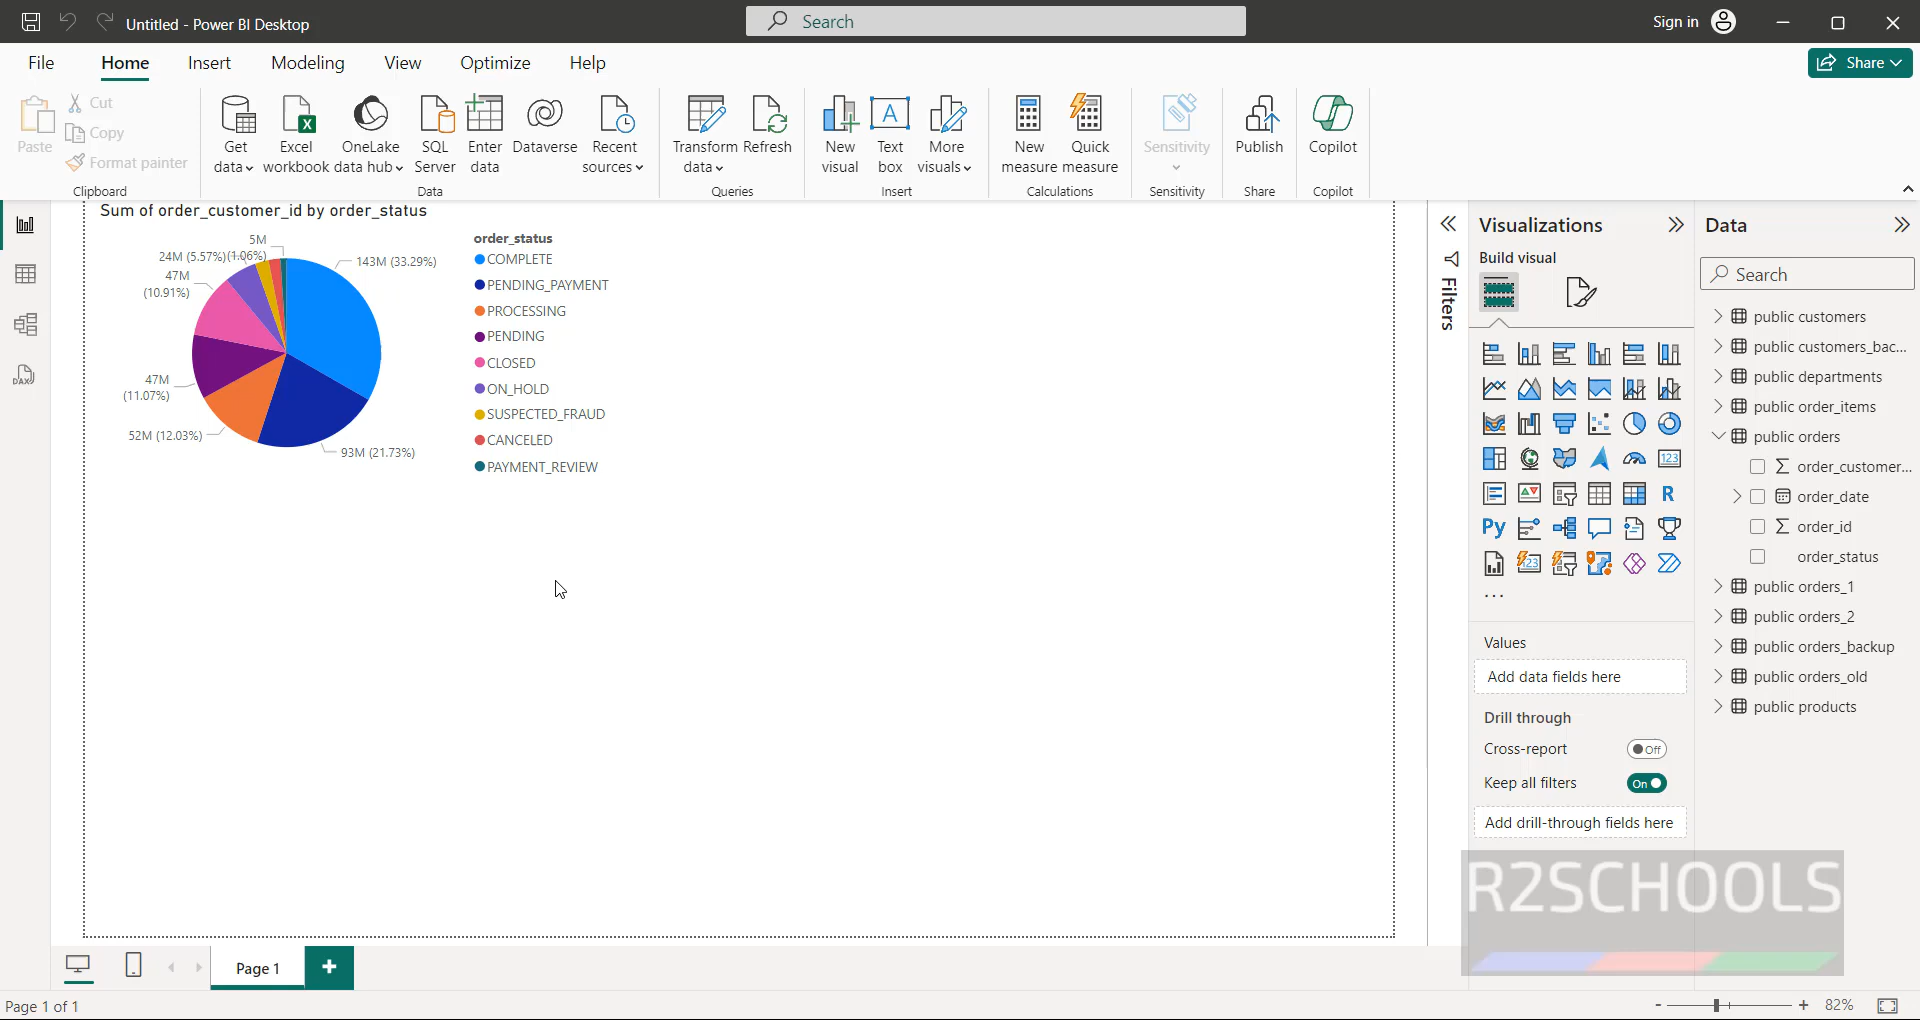 Untitled - Power BI Desktop
Search
Sign in
File
Home
Insert
Modeling
View
Optimize
Help
Share
Paste
Cut
Copy
Format painter
Clipboard
Get
data
Excel
workbook
OneLake
data hub
SQL
Server
Enter
data
Dataverse
Recent
sources
Data
Transform
data
Refresh
Queries
New
visual
Text
box
More
visuals
Insert
New
measure
Quick
measure
Calculations
Sensitivity
Sensitivity
Publish
Share
Copilot
Copilot
Sum of order_customer_id by order_status
5M
(1.06%)
24M (5.57%)
47M
(10.91%)
47M
(11.07%)
52M (12.03%)
93M (21.73%)
143M (33.29%)
order_status
COMPLETE
PENDING_PAYMENT
PROCESSING
PENDING
CLOSED
ON_HOLD
SUSPECTED_FRAUD
CANCELED
PAYMENT_REVIEW
Filters
Visualizations
Build visual
123
R
Py
123
...
Values
Add data fields here
Drill through
Cross-report
Off
Keep all filters
On
Add drill-through fields here
Data
Search
public customers
public customers_bac...
public departments
public order_items
public orders
order_customer...
order_date
order_id
order_status
public orders_1
public orders_2
public orders_backup
public orders_old
public products
R2SCHOOLS
DAX
Page 1
+
Page 1 of 1
- + 82%